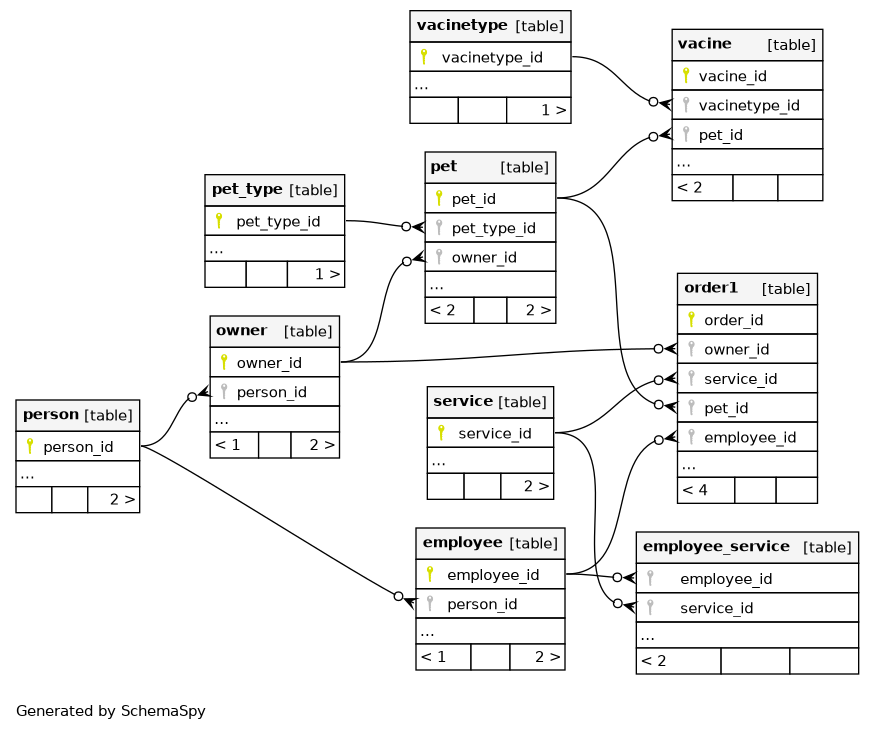 vacinetype [table]
vacinetype_id
...
1 >
vacine [table]
vacine_id
vacinetype_id
pet_id
...
< 2
pet [table]
pet_id
pet_type_id
owner_id
...
< 2 2 >
pet_type [table]
pet_type_id
...
1 >
order1 [table]
order_id
owner_id
service_id
pet_id
employee_id
...
< 4
owner [table]
owner_id
person_id
...
< 1 2 >
service [table]
service_id
...
2 >
person [table]
person_id
...
2 >
employee [table]
employee_id
person_id
...
< 1 2 >
employee_service [table]
employee_id
service_id
...
< 2
Generated by SchemaSpy